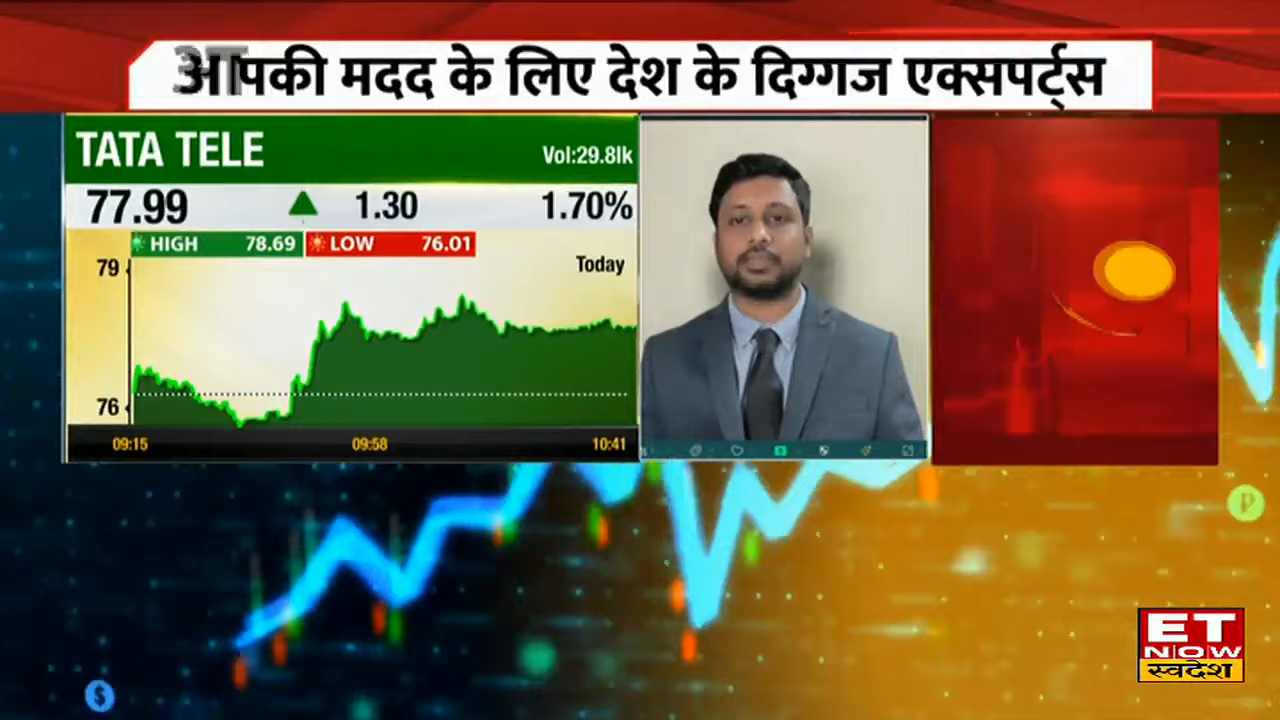 आपकी मदद के लिए देश के दिग्गज एक्सपर्ट्स
TATA TELE
Vol:29.8lk
77.99 ▲ 1.30 1.70%
HIGH 78.69 LOW 76.01
Today
79
76
09:15 09:58 10:41
ET
NOW
स्वदेश